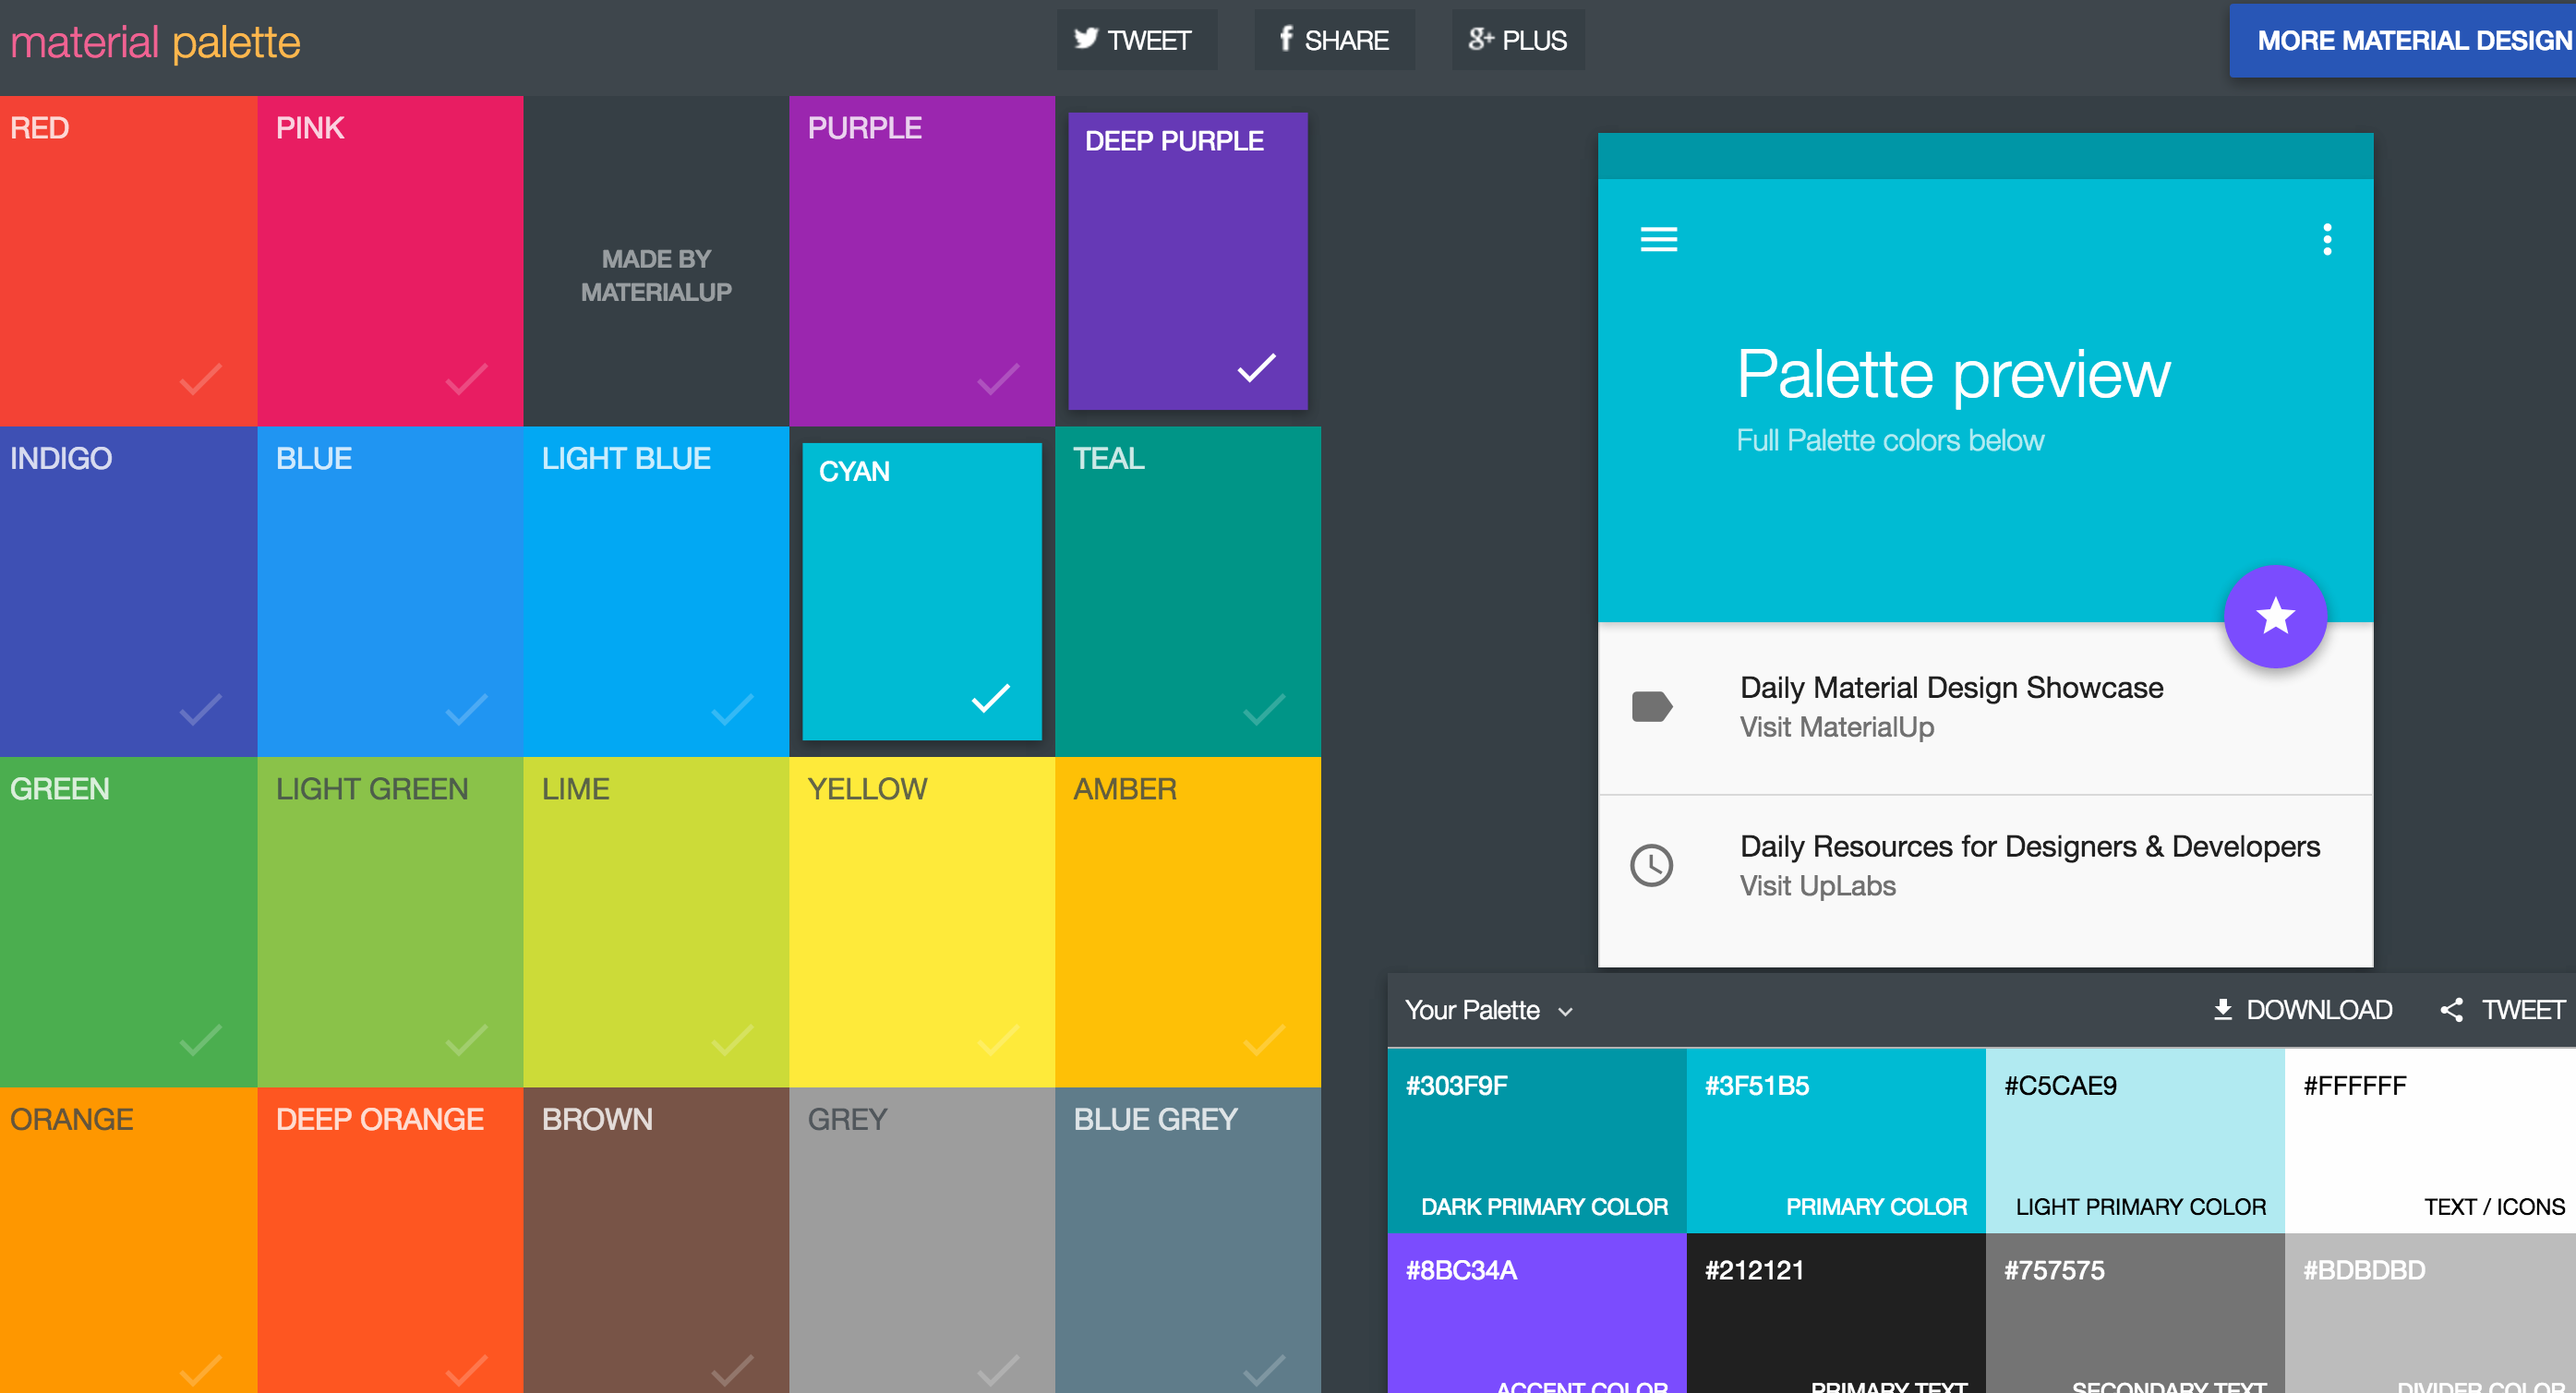 material palette
TWEET
SHARE
PLUS
MORE MATERIAL DESIGN
RED
PINK
MADE BY
MATERIALUP
PURPLE
DEEP PURPLE
INDIGO
BLUE
LIGHT BLUE
CYAN
TEAL
GREEN
LIGHT GREEN
LIME
YELLOW
AMBER
ORANGE
DEEP ORANGE
BROWN
GREY
BLUE GREY
Palette preview
Full Palette colors below
Daily Material Design Showcase
Visit MaterialUp
Daily Resources for Designers & Developers
Visit UpLabs
Your Palette
DOWNLOAD
TWEET
#303F9F
DARK PRIMARY COLOR
#3F51B5
PRIMARY COLOR
#C5CAE9
LIGHT PRIMARY COLOR
#FFFFFF
TEXT / ICONS
#8BC34A
ACCENT COLOR
#212121
PRIMARY TEXT
#757575
SECONDARY TEXT
#BDBDBD
DIVIDER COLOR